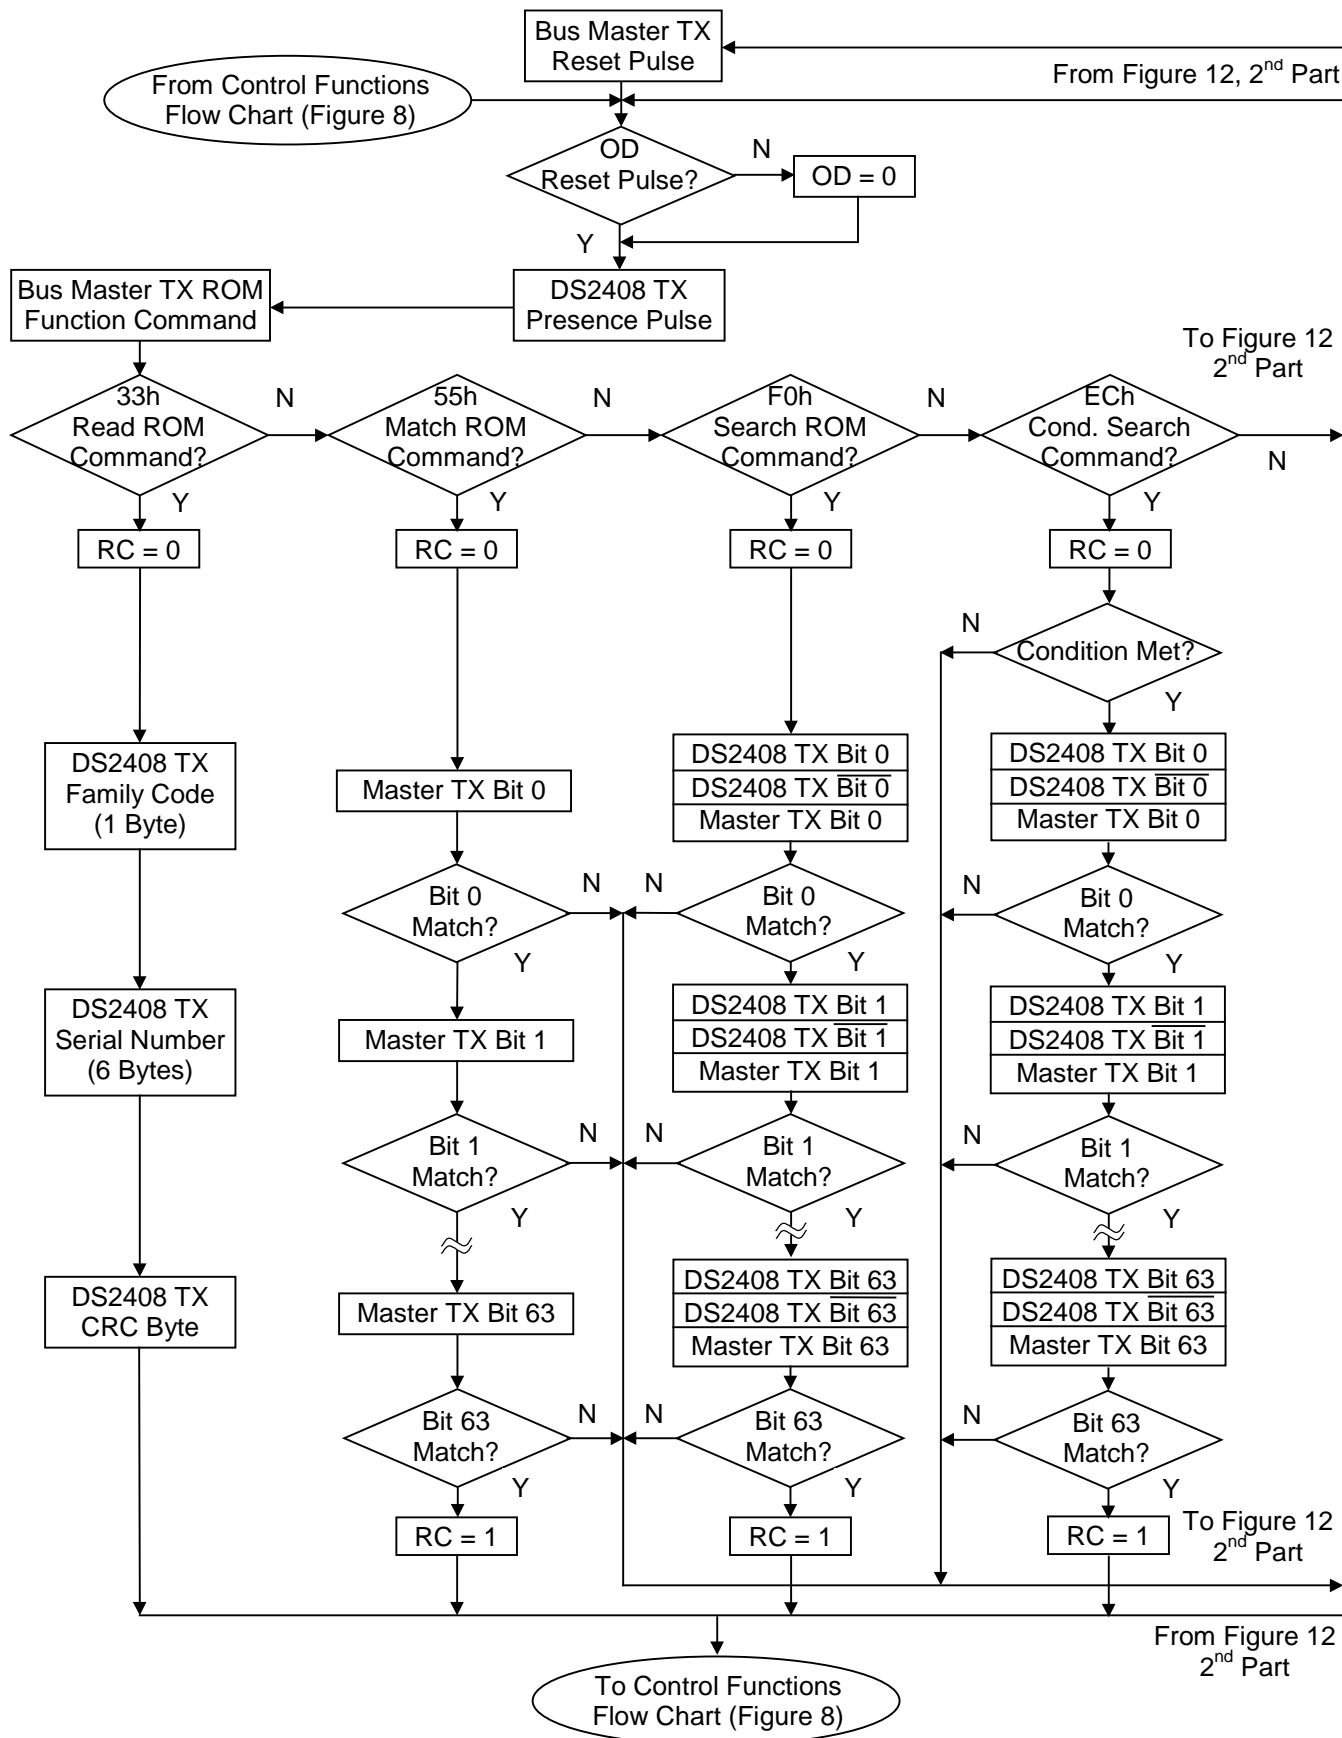 Bus Master TX
Reset Pulse
From Figure 12, 2nd Part
From Control Functions
Flow Chart (Figure 8)
OD
Reset Pulse?
N
OD = 0
Y
Bus Master TX ROM
Function Command
DS2408 TX
Presence Pulse
To Figure 12
2nd Part
33h
Read ROM
Command?
N
55h
Match ROM
Command?
N
F0h
Search ROM
Command?
N
ECh
Cond. Search
Command?
N
Y
Y
Y
Y
RC = 0
RC = 0
RC = 0
RC = 0
N
Condition Met?
Y
DS2408 TX
Family Code
(1 Byte)
Master TX Bit 0
DS2408 TX Bit 0
DS2408 TX Bit 0
Master TX Bit 0
DS2408 TX Bit 0
DS2408 TX Bit 0
Master TX Bit 0
Bit 0
Match?
N
N
Bit 0
Match?
N
Bit 0
Match?
Y
Y
Y
DS2408 TX
Serial Number
(6 Bytes)
Master TX Bit 1
DS2408 TX Bit 1
DS2408 TX Bit 1
Master TX Bit 1
DS2408 TX Bit 1
DS2408 TX Bit 1
Master TX Bit 1
Bit 1
Match?
N
N
Bit 1
Match?
N
Bit 1
Match?
Y
Y
Y
DS2408 TX
CRC Byte
Master TX Bit 63
DS2408 TX Bit 63
DS2408 TX Bit 63
Master TX Bit 63
DS2408 TX Bit 63
DS2408 TX Bit 63
Master TX Bit 63
Bit 63
Match?
N
N
Bit 63
Match?
N
Bit 63
Match?
Y
Y
Y
RC = 1
RC = 1
RC = 1
To Figure 12
2nd Part
From Figure 12
2nd Part
To Control Functions
Flow Chart (Figure 8)